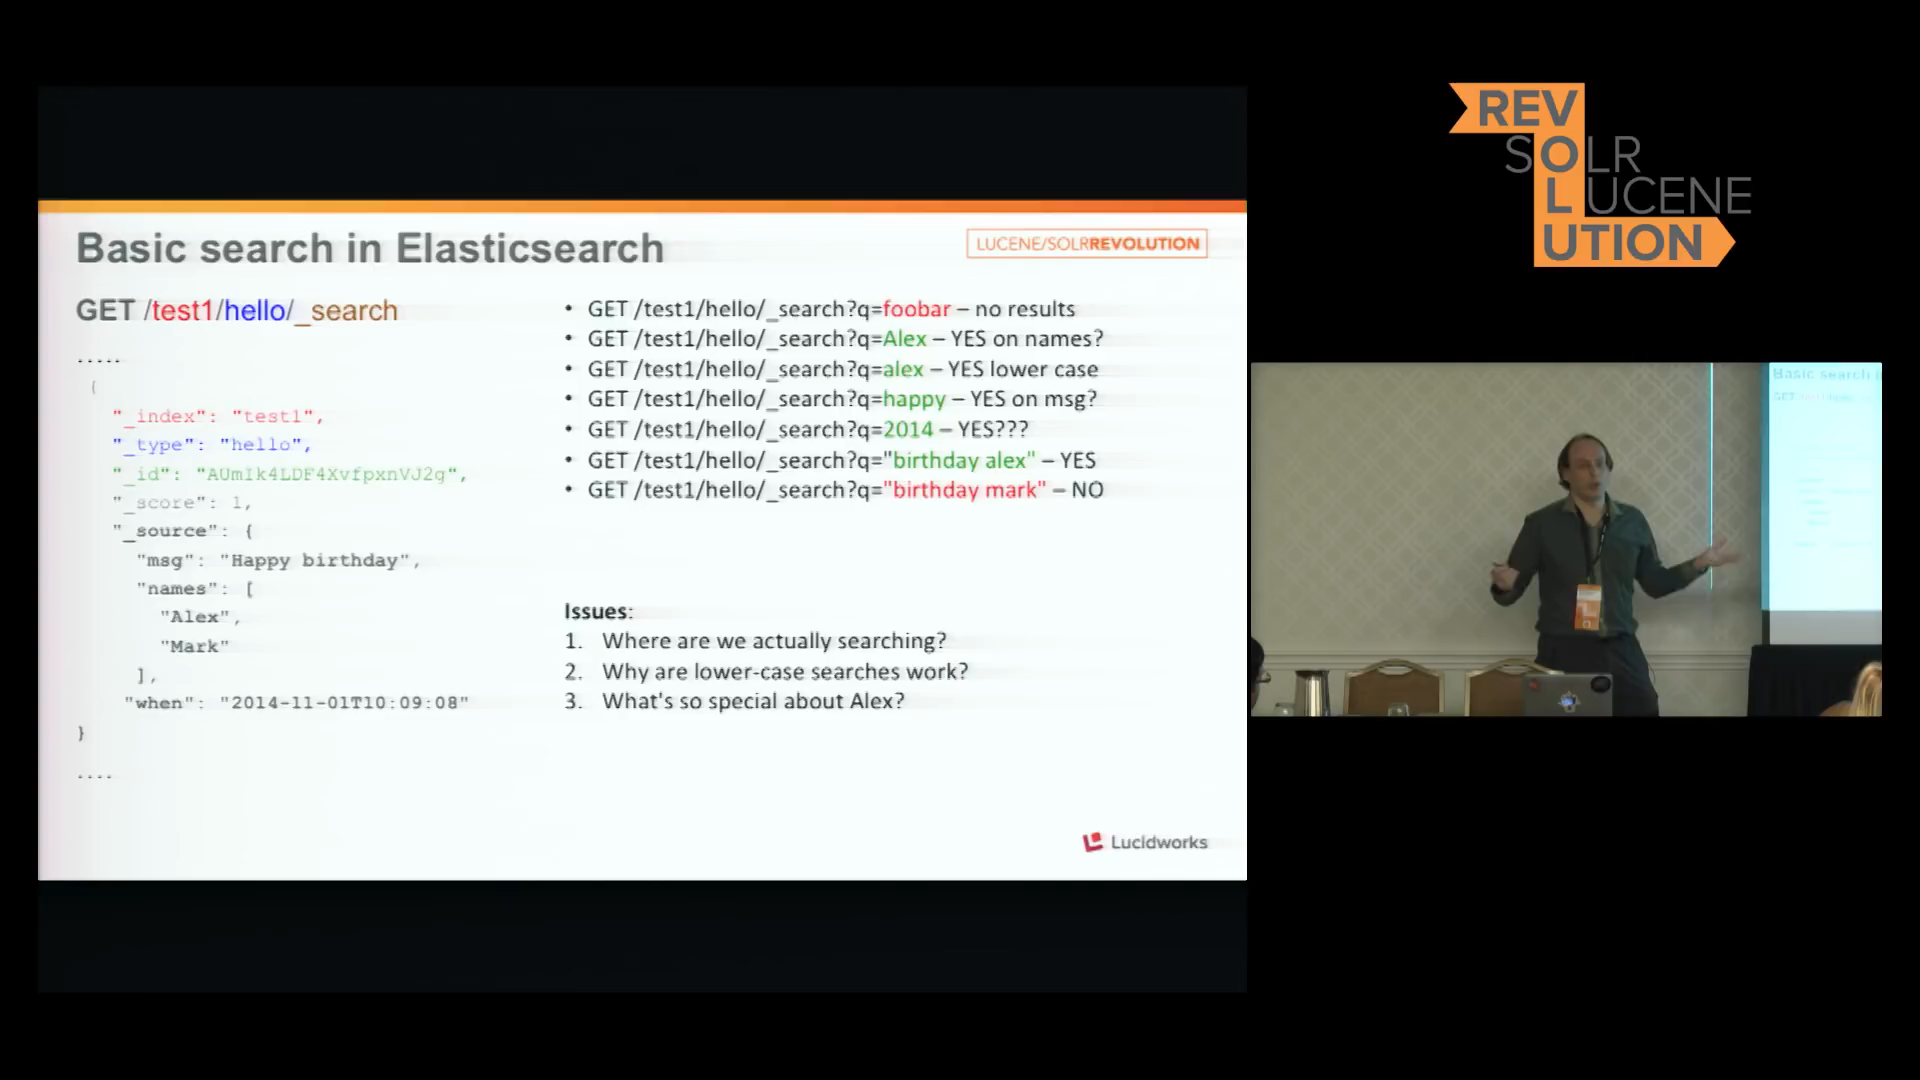 Basic search in Elasticsearch
LUCENE/SOLRREVOLUTION
GET /test1/hello/_search
.....
{
"_index": "test1",
"_type": "hello",
"_id": "AUmIk4LDF4XvfpxnVJ2g",
"_score": 1,
"_source": {
"msg": "Happy birthday",
"names": [
"Alex",
"Mark"
],
"when": "2014-11-01T10:09:08"
}
....
• GET /test1/hello/_search?q=foobar – no results
• GET /test1/hello/_search?q=Alex – YES on names?
• GET /test1/hello/_search?q=alex – YES lower case
• GET /test1/hello/_search?q=happy – YES on msg?
• GET /test1/hello/_search?q=2014 – YES???
• GET /test1/hello/_search?q="birthday alex" – YES
• GET /test1/hello/_search?q="birthday mark" – NO
Issues:
1. Where are we actually searching?
2. Why are lower-case searches work?
3. What's so special about Alex?
Lucidworks
REV
SOLR
LUCENE
UTION
Basic search
GET